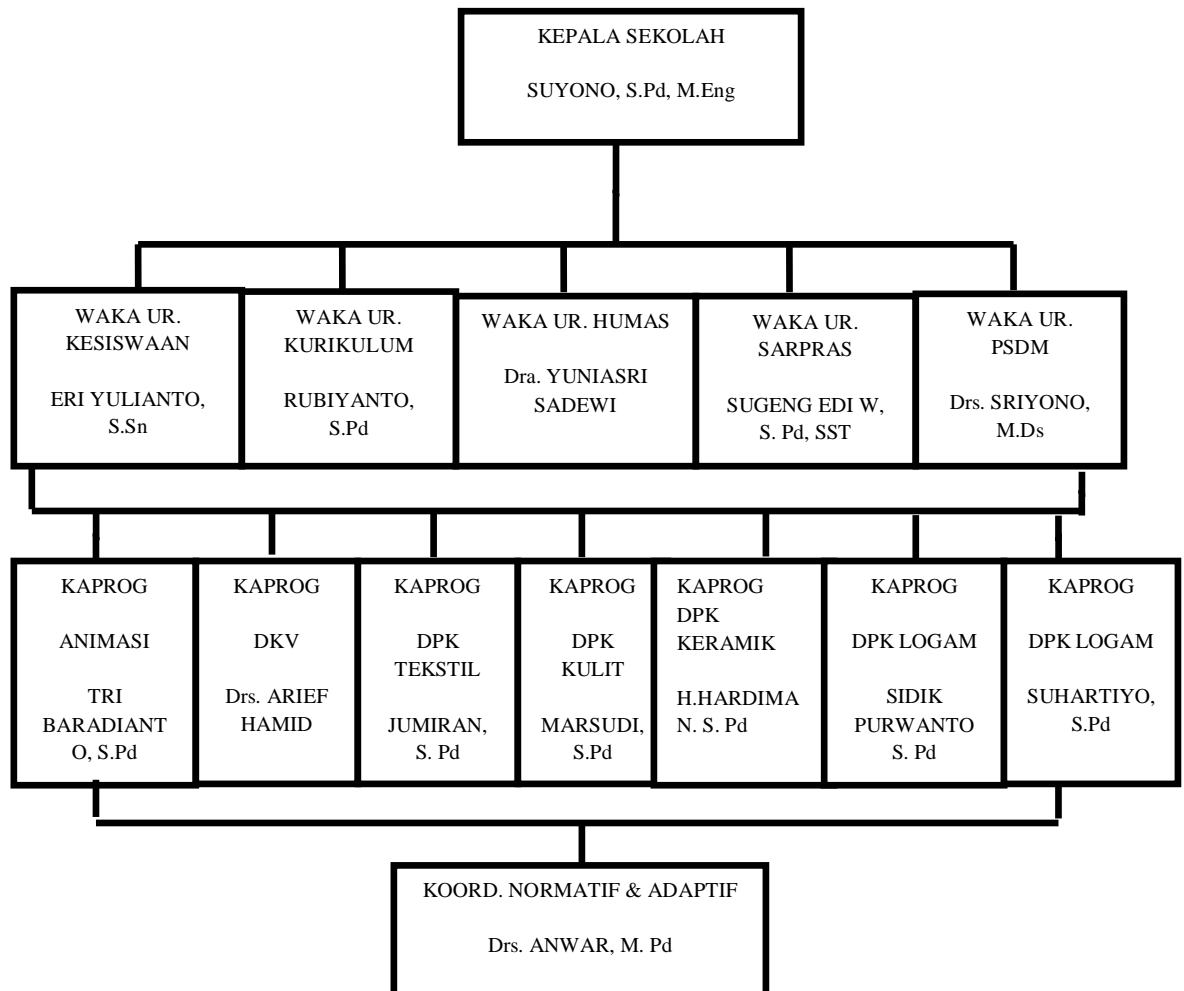 KEPALA SEKOLAH
SUYONO, S.Pd, M.Eng
WAKA UR.
KESISWAAN
ERI YULIANTO,
S.Sn
WAKA UR.
KURIKULUM
RUBIYANTO,
S.Pd
WAKA UR. HUMAS
Dra. YUNIASRI
SADEWI
WAKA UR.
SARPRAS
SUGENG EDI W,
S. Pd, SST
WAKA UR.
PSDM
Drs. SRIYONO,
M.Ds
KAPROG
ANIMASI
TRI
BARADIANT
O, S.Pd
KAPROG
DKV
Drs. ARIEF
HAMID
KAPROG
DPK
TEKSTIL
JUMIRAN,
S. Pd
KAPROG
DPK
KULIT
MARSUDI,
S.Pd
KAPROG
DPK
KERAMIK
H.HARDIMA
N. S. Pd
KAPROG
DPK LOGAM
SIDIK
PURWANTO
S. Pd
KAPROG
DPK LOGAM
SUHARTIYO,
S.Pd
KOORD. NORMATIF & ADAPTIF
Drs. ANWAR, M. Pd